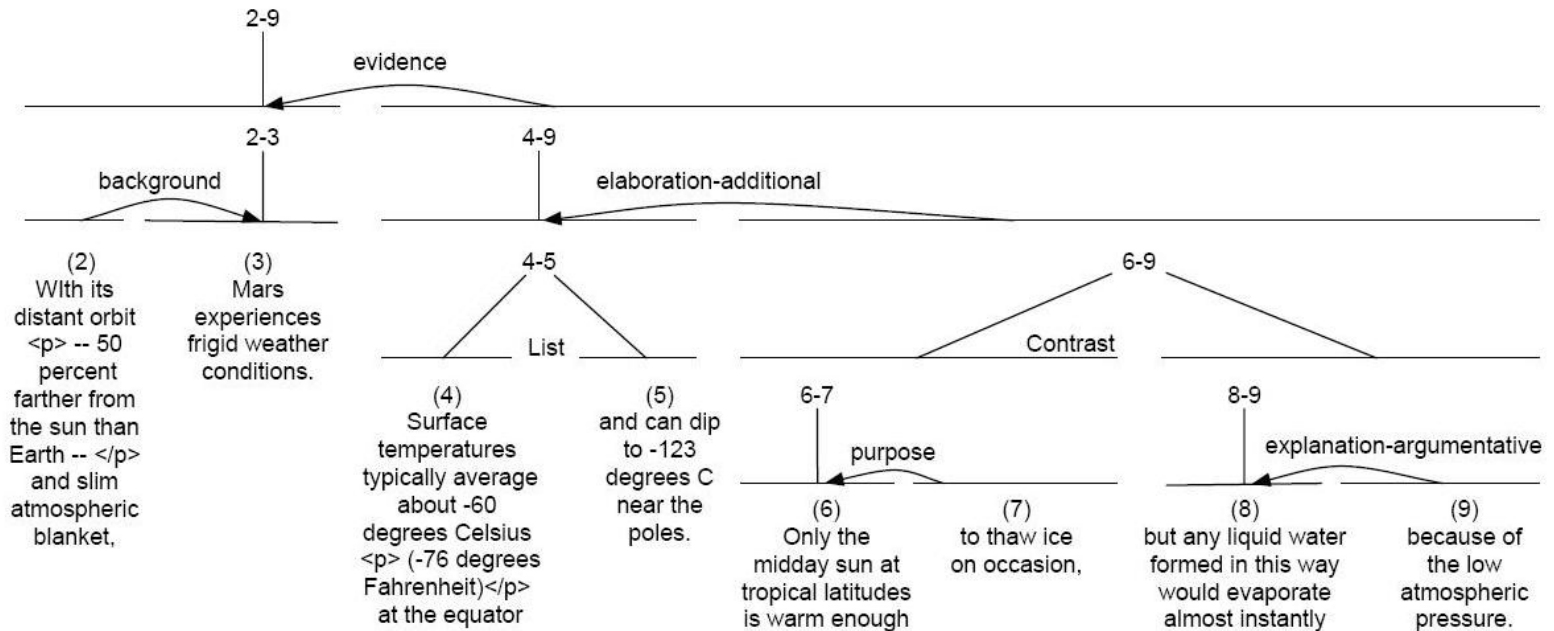 2-9
evidence
2-3
4-9
background
elaboration-additional
(2)
WIth its
distant orbit
<p> -- 50
percent
farther from
the sun than
Earth -- </p>
and slim
atmospheric
blanket,
(3)
Mars
experiences
frigid weather
conditions.
4-5
6-9
List
Contrast
(4)
Surface
temperatures
typically average
about -60
degrees Celsius
<p> (-76 degrees
Fahrenheit)</p>
at the equator
(5)
and can dip
to -123
degrees C
near the
poles.
6-7
8-9
purpose
explanation-argumentative
(6)
Only the
midday sun at
tropical latitudes
is warm enough
(7)
to thaw ice
on occasion,
(8)
but any liquid water
formed in this way
would evaporate
almost instantly
(9)
because of
the low
atmospheric
pressure.